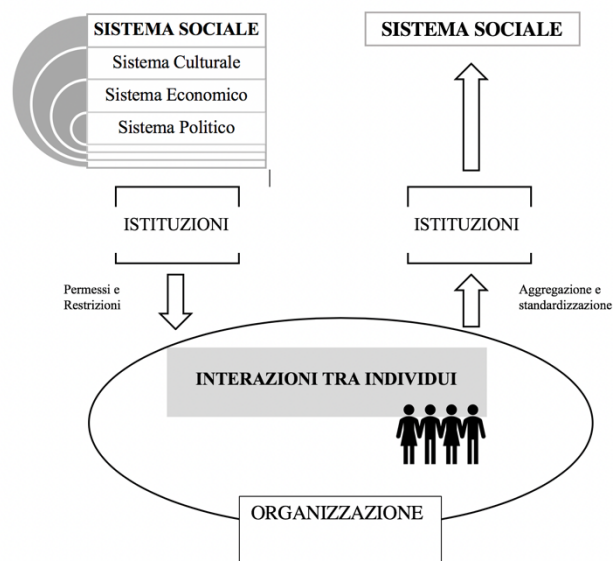 SISTEMA SOCIALE
Sistema Culturale
Sistema Economico
Sistema Politico
ISTITUZIONI
Permessi e
Restrizioni
SISTEMA SOCIALE
ISTITUZIONI
Aggregazione e
standardizzazione
INTERAZIONI TRA INDIVIDUI
ORGANIZZAZIONE